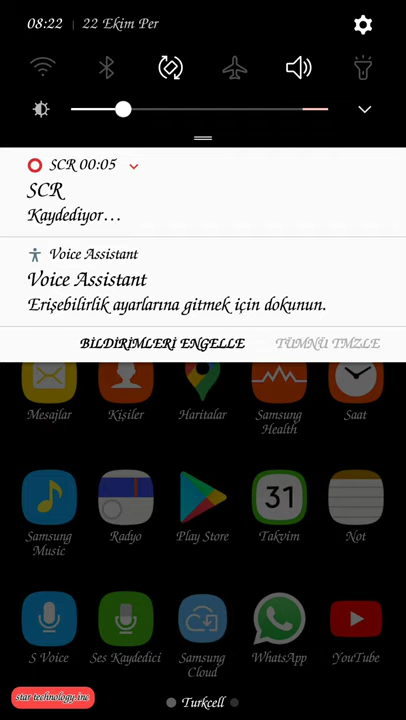 08:22 | 22 Ekim Per
SCR 00:05
SCR
Kaydediyor...
Voice Assistant
Voice Assistant
Erişebilirlik ayarlarına gitmek için dokunun.
BİLDİRİMLERİ ENGELLE TÜMNÜ TMZLE
Mesajlar Kişiler Haritalar Samsung Health Saat
Samsung Music Radyo Play Store 31 Takvim Not
S Voice Ses Kaydedici Samsung Cloud WhatsApp YouTube
star technology inc
Turkcell